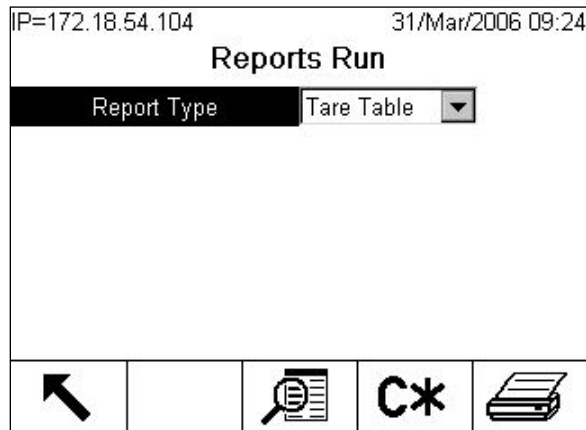 IP=172.18.54.104 31/Mar/2006 09:24
Reports Run
Report Type Tare Table
C*